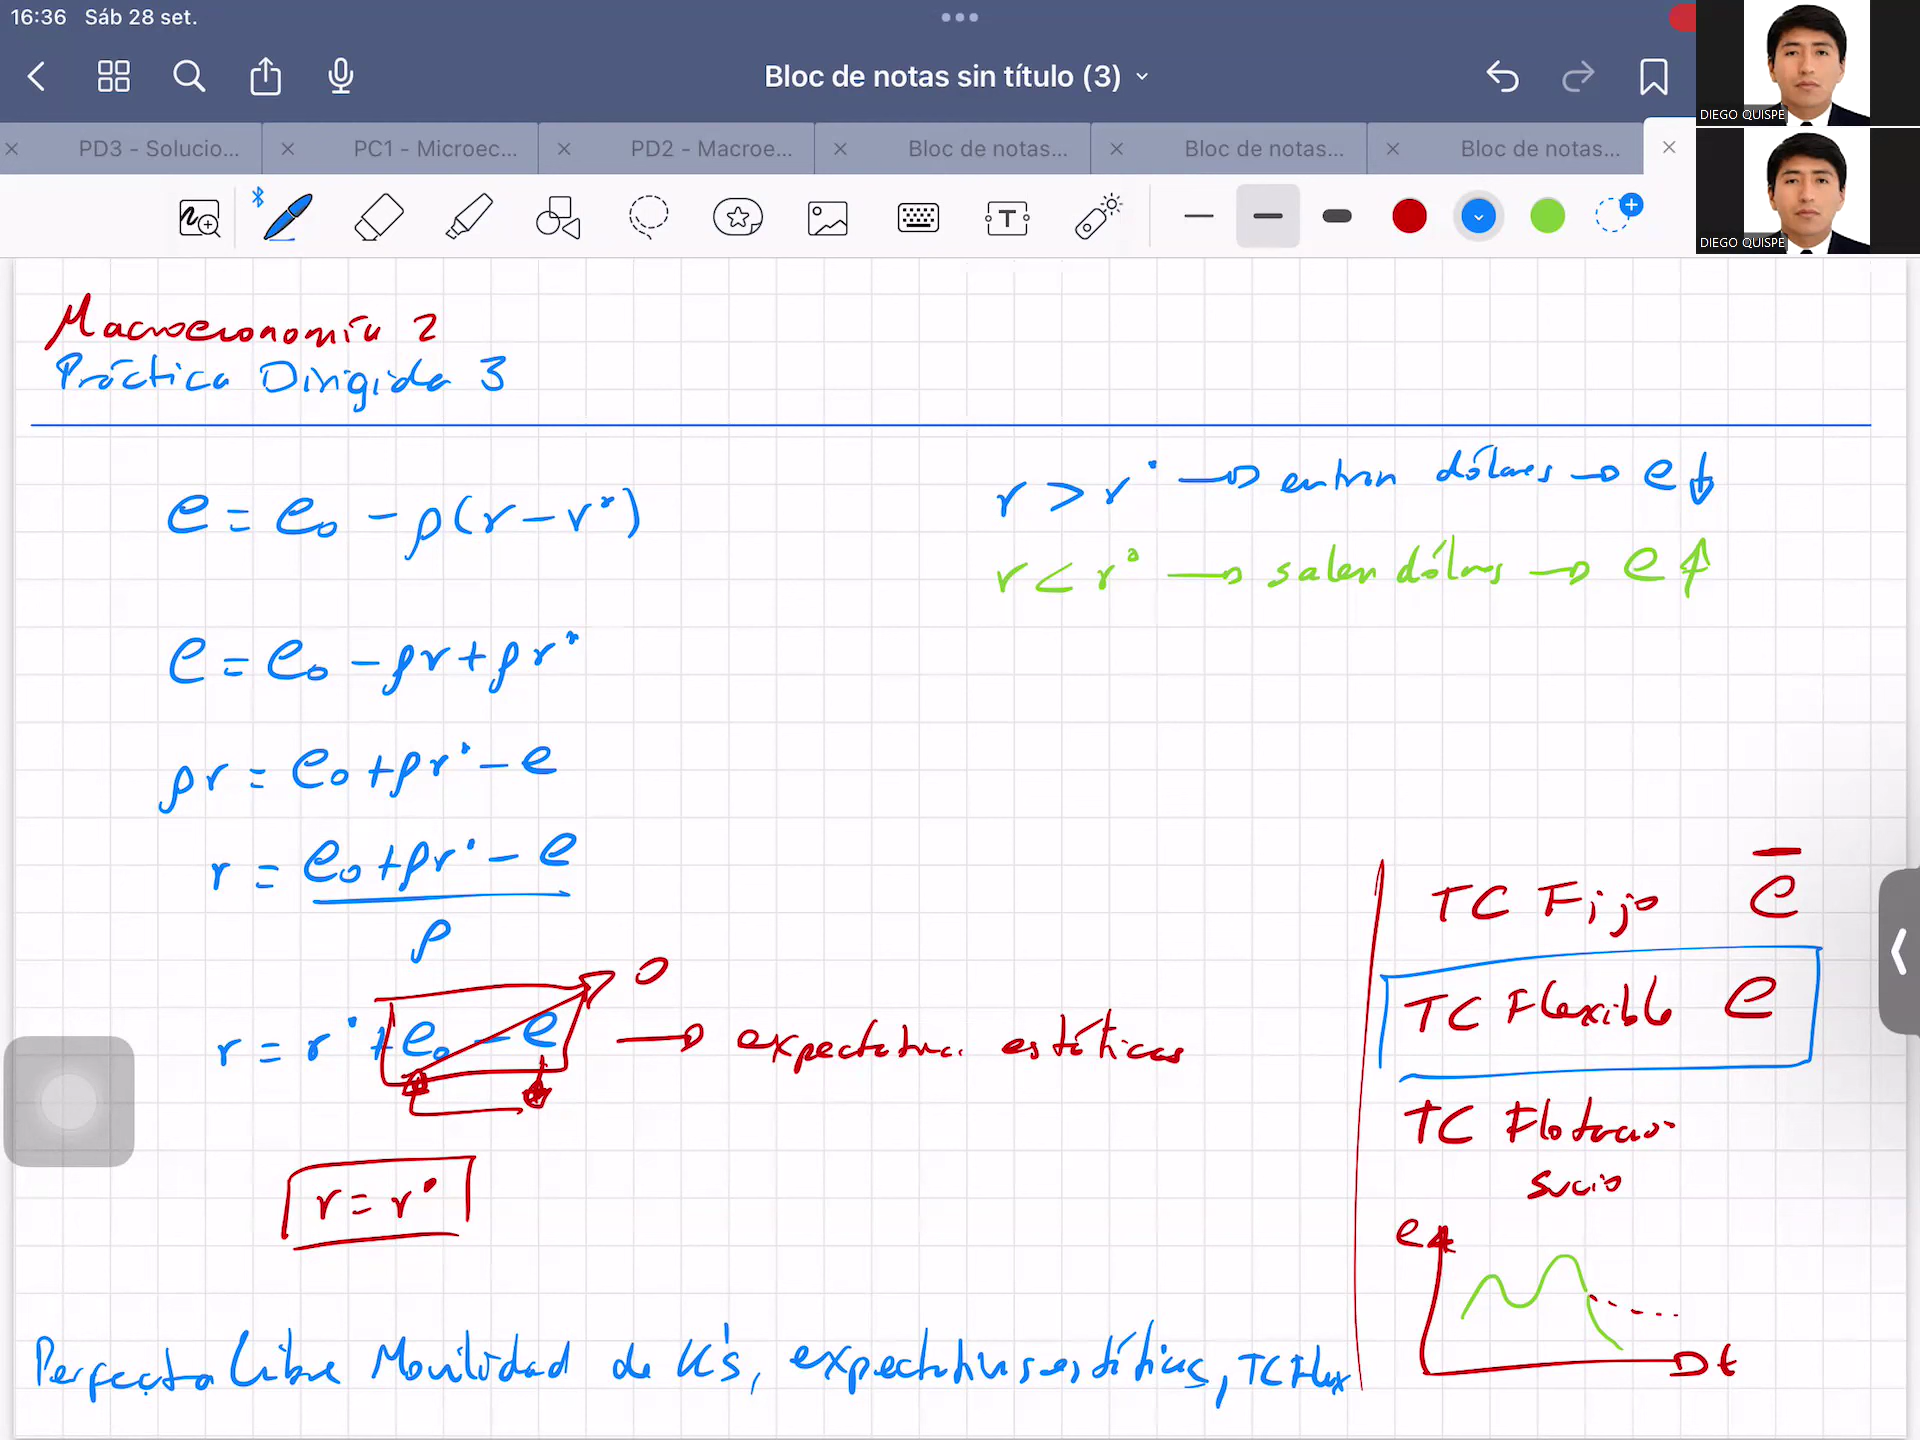 16:36 Sáb 28 set.
Bloc de notas sin título (3)
DIEGO QUISPE
DIEGO QUISPE
PD3 - Solucio... PC1 - Microec... PD2 - Macroe... Bloc de notas... Bloc de notas... Bloc de notas...
Macroeconomía 2
Práctica Dirigida 3
e = e₀ - ρ(r - r*)
r > r* → entran dólares → e ↓
r < r* → salen dólares → e ↑
e = e₀ - ρr + ρr*
ρr = e₀ + ρr* - e
r = e₀ + ρr* - e
ρ
r = r* + e₀ - e → 0 → expectativa estáticas
r = r*
Perfecta Libre Movilidad de K's, expectativas estáticas, TC Flex
TC Fijo e̅
TC Flexible e
TC Flotación
sucio
e
t